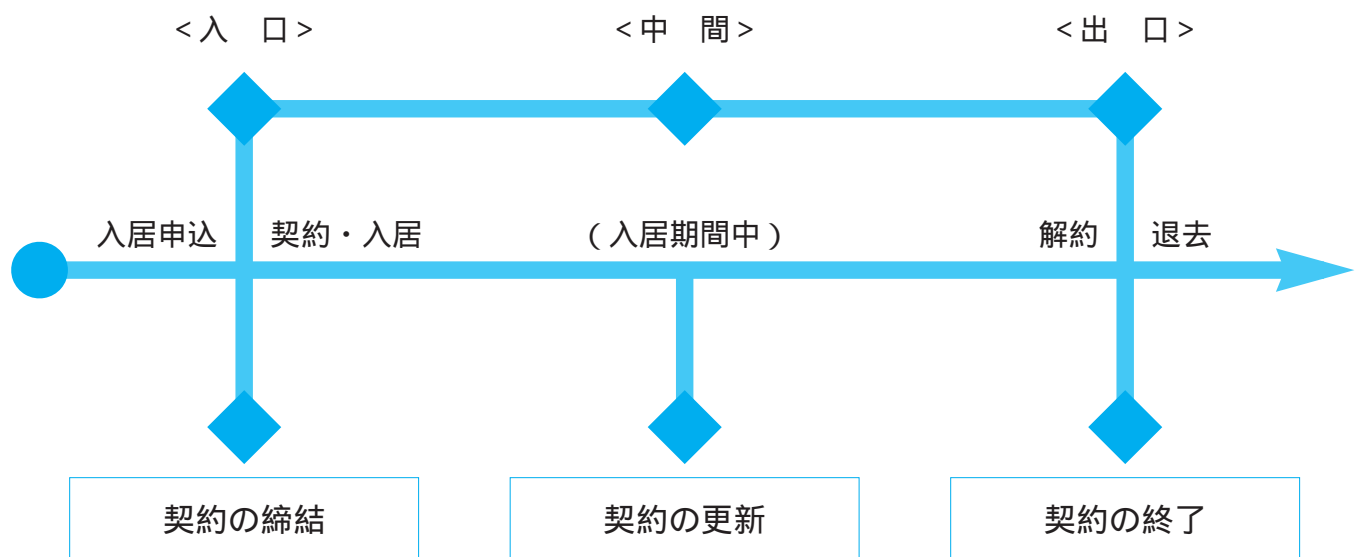 <入　口>
<中　間>
<出　口>
入居申込
契約・入居
(入居期間中)
解約
退去
契約の締結
契約の更新
契約の終了